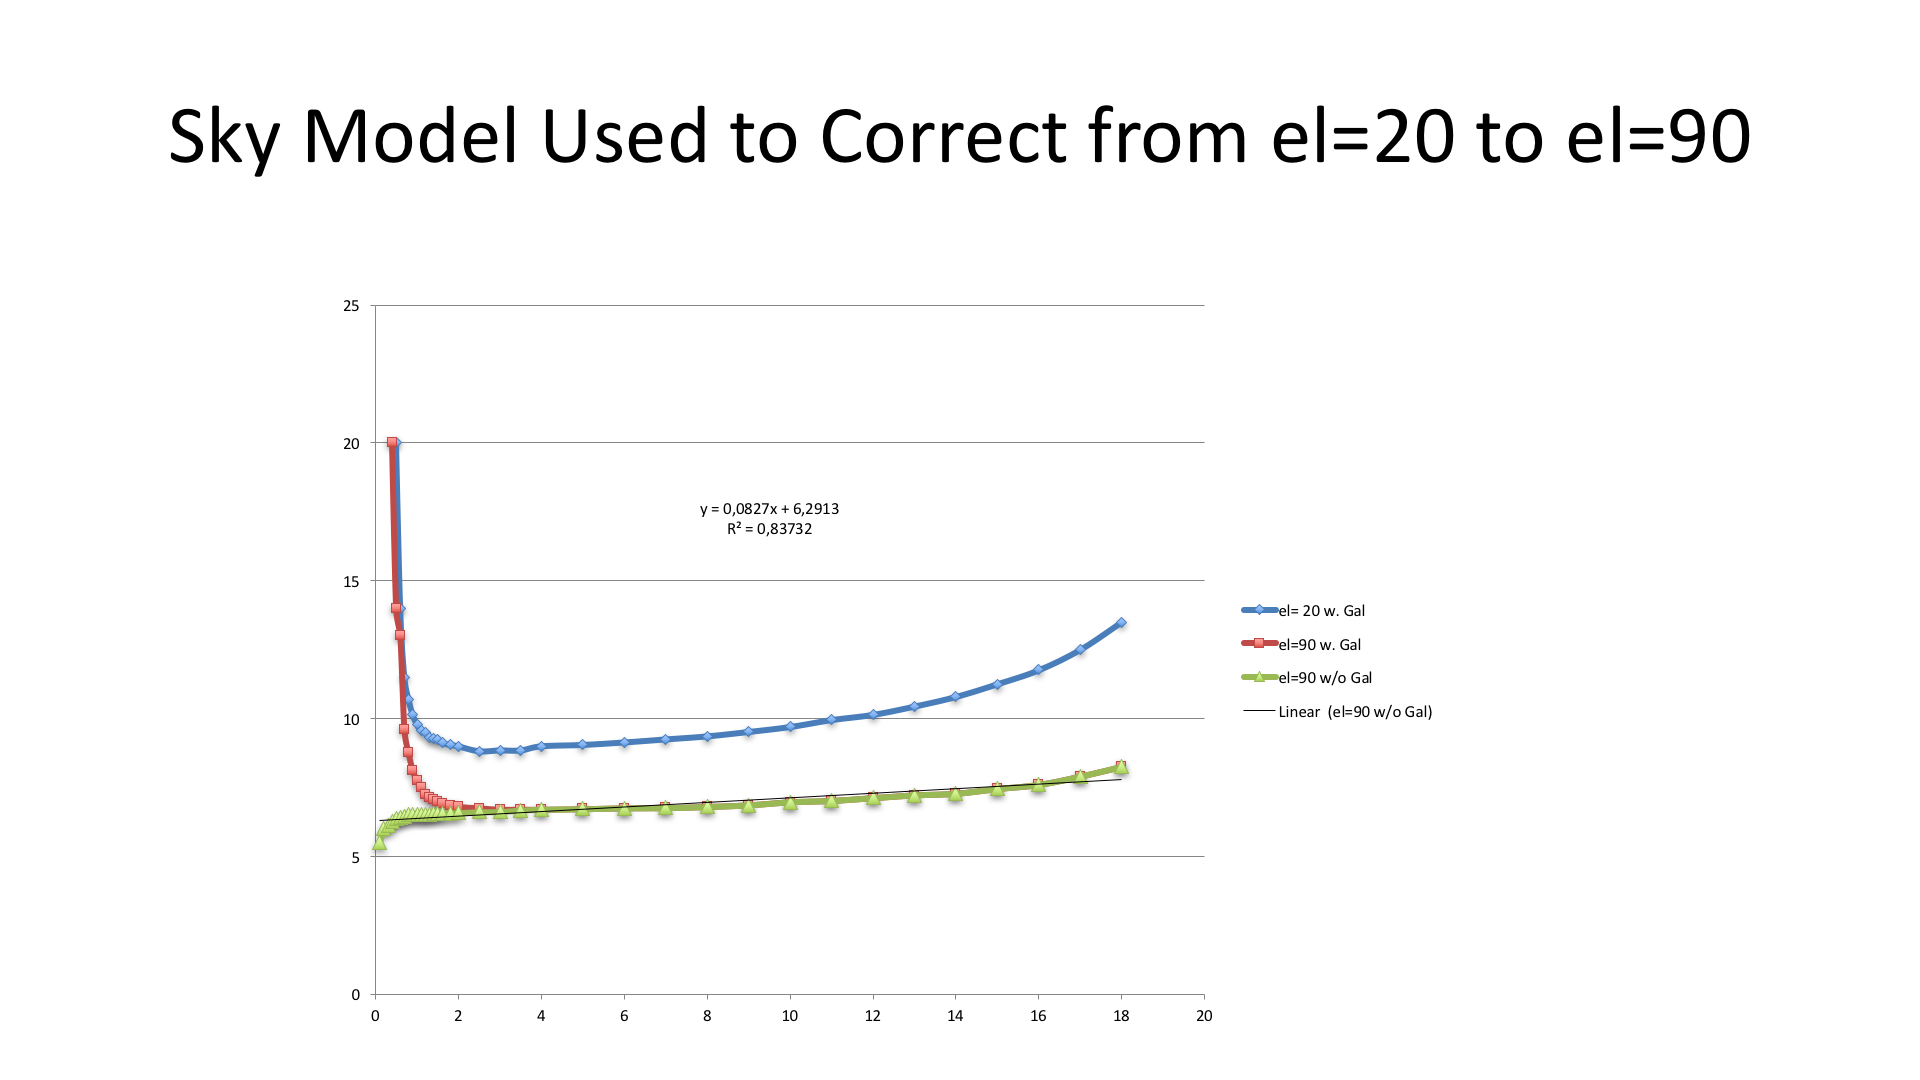 Sky Model Used to Correct from el=20 to el=90
25
20
15
10
5
0
y = 0,0827x + 6,2913
R² = 0,83732
el= 20 w. Gal
el=90 w. Gal
el=90 w/o Gal
Linear (el=90 w/o Gal)
0 2 4 6 8 10 12 14 16 18 20